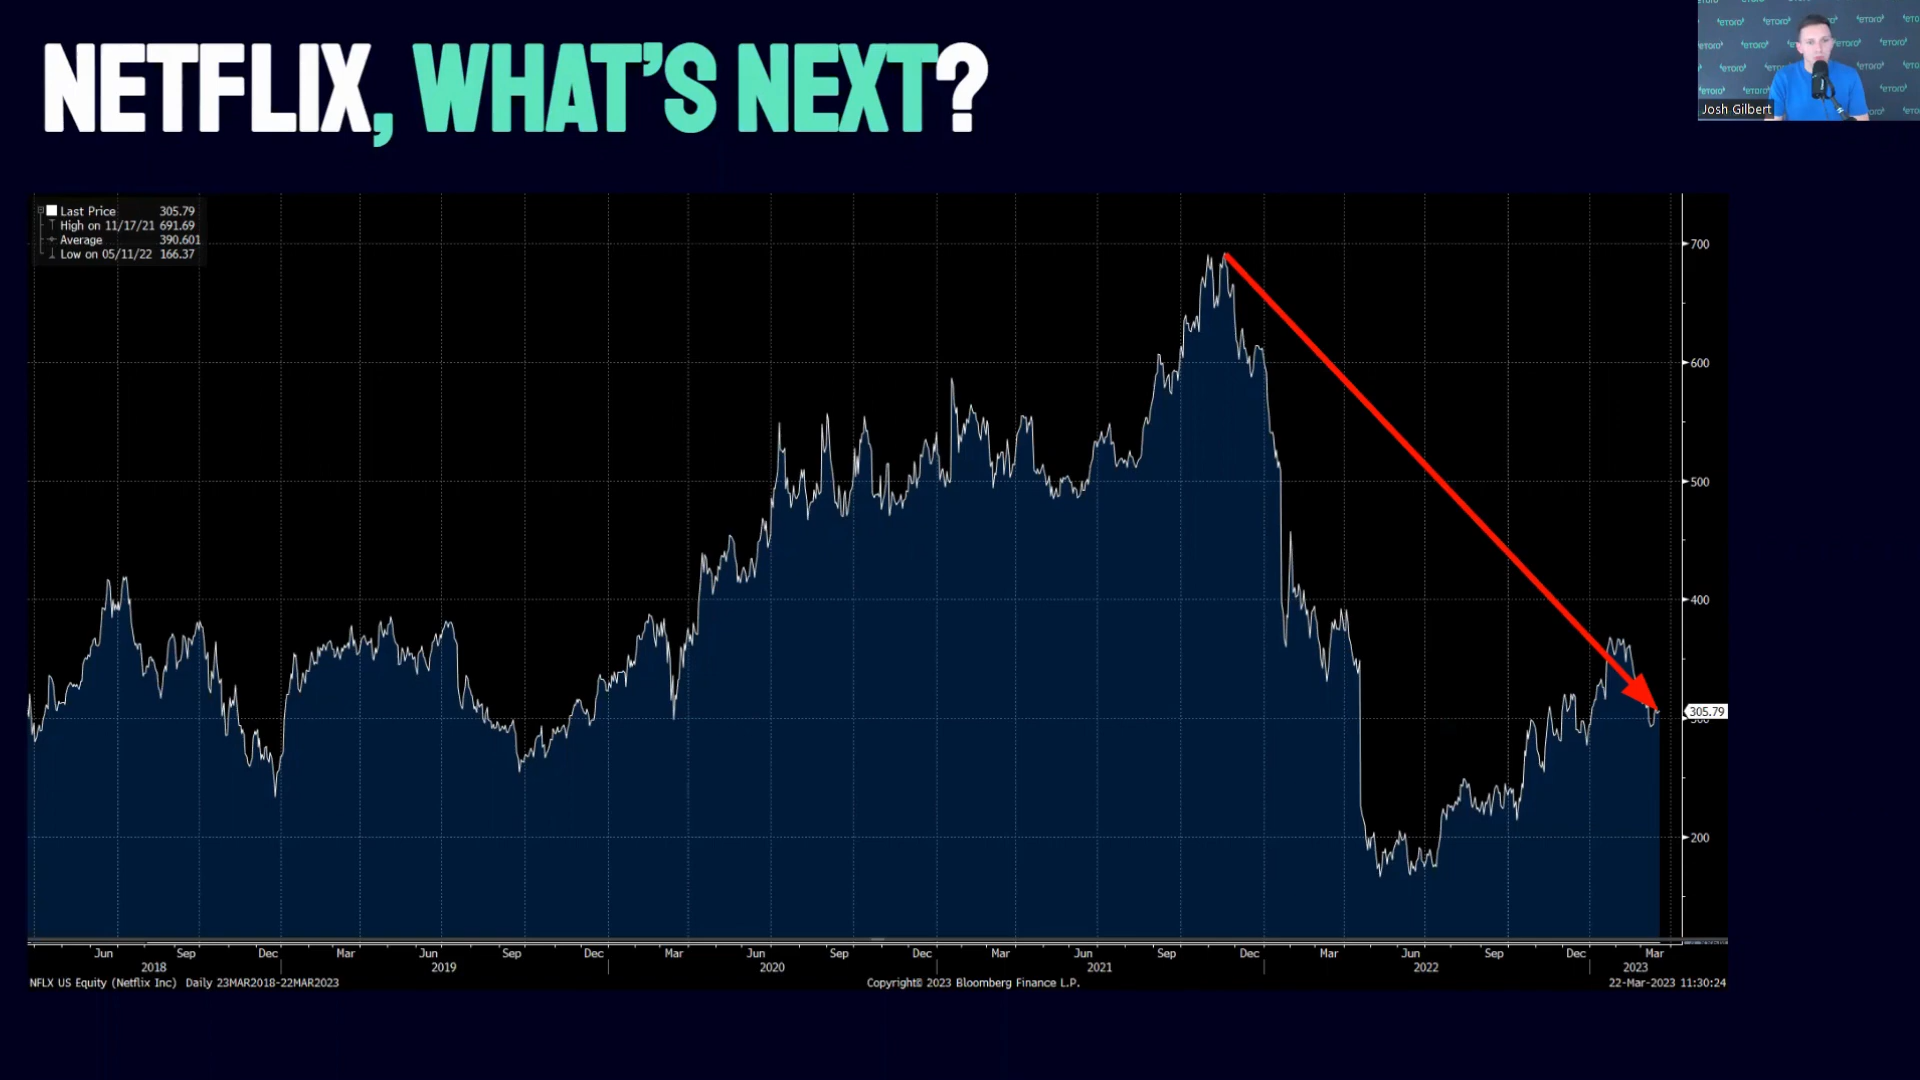 NETFLIX, WHAT'S NEXT?
Josh Gilbert
eToro
Last Price 305.79
High on 11/17/21 691.69
Average 390.601
Low on 05/11/22 166.37
700
600
500
400
300
200
305.79
Jun Sep Dec Mar Jun Sep Dec Mar Jun Sep Dec Mar Jun Sep Dec Mar Jun Sep Dec Mar
2018 2019 2020 2021 2022 2023
NFLX US Equity (Netflix Inc) Daily 23MAR2018-22MAR2023
Copyright© 2023 Bloomberg Finance L.P.
22-Mar-2023 11:30:24